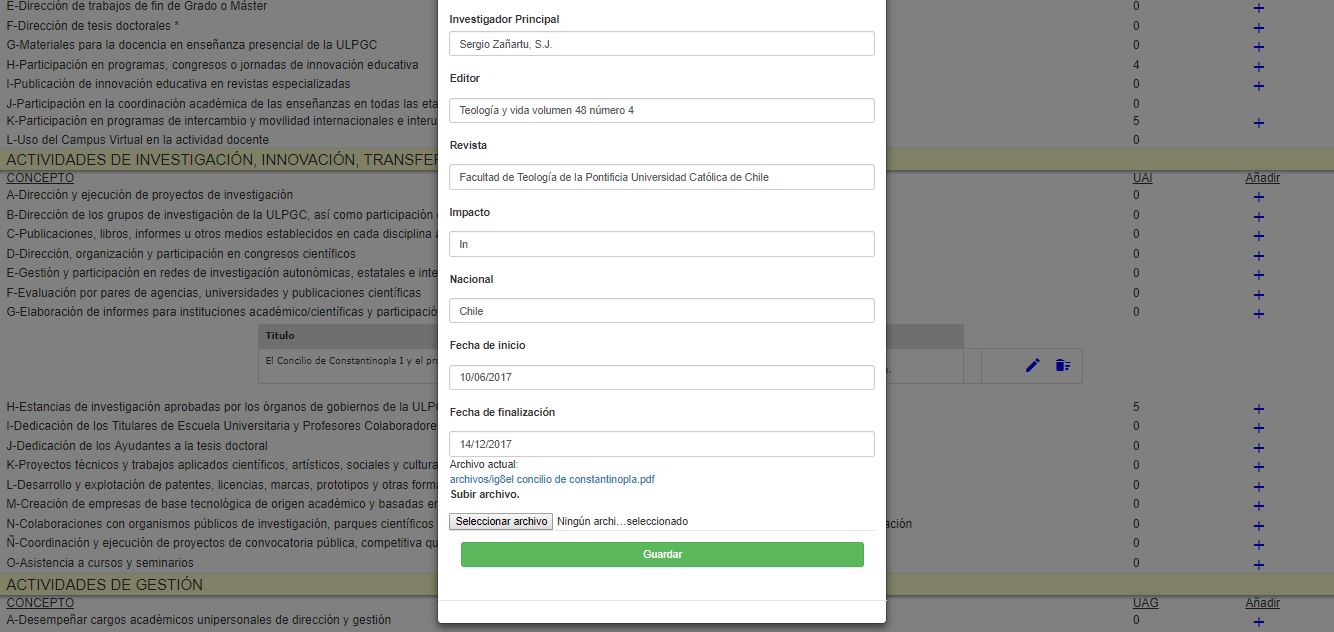 E-Dirección de trabajos de fin de Grado o Máster 0 +
F-Dirección de tesis doctorales * 0 +
G-Materiales para la docencia en enseñanza presencial de la ULPGC 0 +
H-Participación en programas, congresos o jornadas de innovación educativa 4 +
I-Publicación de innovación educativa en revistas especializadas 0 +
J-Participación en la coordinación académica de las enseñanzas en todas las eta 0
K-Participación en programas de intercambio y movilidad internacionales e interu 5 +
L-Uso del Campus Virtual en la actividad docente 0
ACTIVIDADES DE INVESTIGACIÓN, INNOVACIÓN, TRANSFER
CONCEPTO UAI Añadir
A-Dirección y ejecución de proyectos de investigación 0 +
B-Dirección de los grupos de investigación de la ULPGC, así como participación 0 +
C-Publicaciones, libros, informes u otros medios establecidos en cada disciplina 0 +
D-Dirección, organización y participación en congresos científicos 0 +
E-Gestión y participación en redes de investigación autonómicas, estatales e inte 0 +
F-Evaluación por pares de agencias, universidades y publicaciones científicas 0 +
G-Elaboración de informes para instituciones académico/científicas y participació 0 +
Titulo
El Concilio de Constantinopla I y el pr
H-Estancias de investigación aprobadas por los órganos de gobiernos de la ULP 5 +
I-Dedicación de los Titulares de Escuela Universitaria y Profesores Colaboradore 0 +
J-Dedicación de los Ayudantes a la tesis doctoral 0 +
K-Proyectos técnicos y trabajos aplicados científicos, artísticos, sociales y cultura 0 +
L-Desarrollo y explotación de patentes, licencias, marcas, prototipos y otras form 0 +
M-Creación de empresas de base tecnológica de origen académico y basadas e 0 +
N-Colaboraciones con organismos públicos de investigación, parques científicos ación 0 +
Ñ-Coordinación y ejecución de proyectos de convocatoria pública, competitiva qu 0 +
O-Asistencia a cursos y seminarios 0 +
ACTIVIDADES DE GESTIÓN
CONCEPTO UAG Añadir
A-Desempeñar cargos académicos unipersonales de dirección y gestión 0 +
Investigador Principal
Sergio Zañartu, S.J.
Editor
Teología y vida volumen 48 número 4
Revista
Facultad de Teología de la Pontificia Universidad Católica de Chile
Impacto
In
Nacional
Chile
Fecha de inicio
10/06/2017
Fecha de finalización
14/12/2017
Archivo actual:
archivos/ig8el concilio de constantinopla.pdf
Subir archivo.
Seleccionar archivo Ningún archi...seleccionado
Guardar